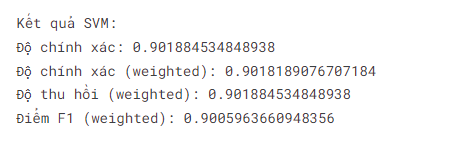 Kết quả SVM:
Độ chính xác: 0.901884534848938
Độ chính xác (weighted): 0.9018189076707184
Độ thu hồi (weighted): 0.901884534848938
Điểm F1 (weighted): 0.9005963660948356